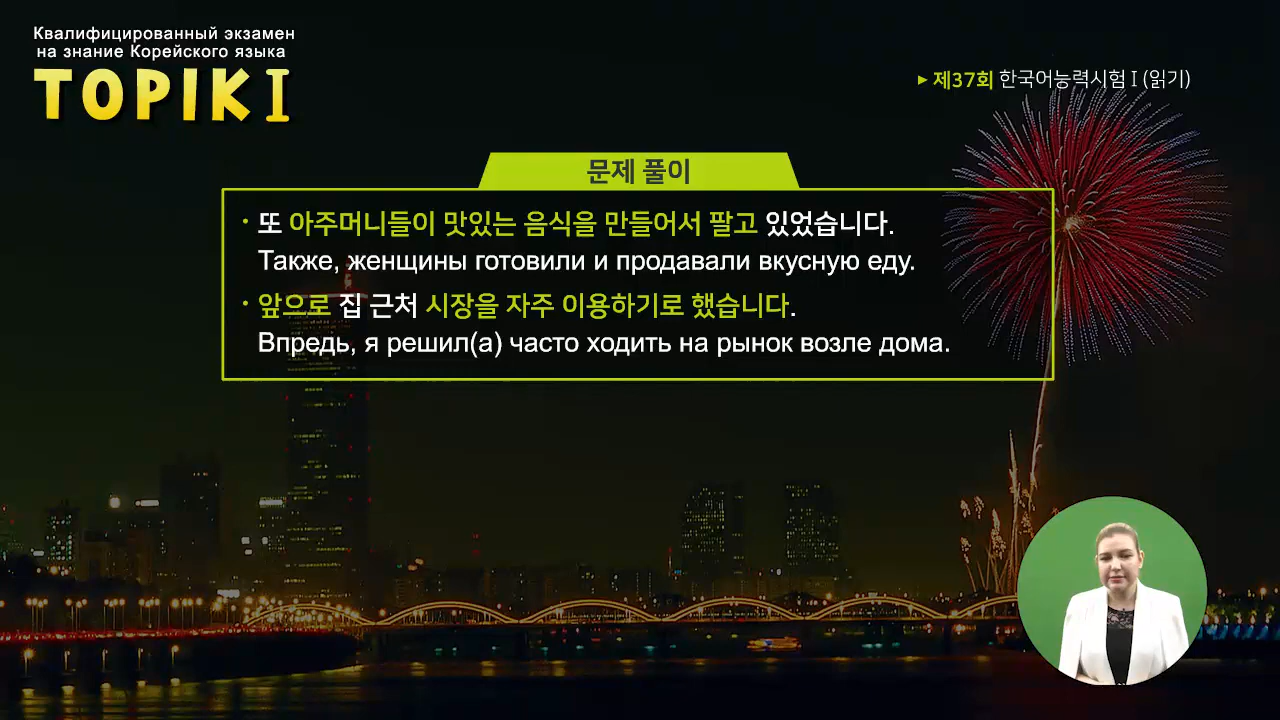 Квалифицированный экзамен
на знание Корейского языка
TOPIK I
▸ 제37회 한국어능력시험 I (읽기)
문제 풀이
· 또 아주머니들이 맛있는 음식을 만들어서 팔고 있었습니다.
Также, женщины готовили и продавали вкусную еду.
· 앞으로 집 근처 시장을 자주 이용하기로 했습니다.
Впредь, я решил(а) часто ходить на рынок возле дома.